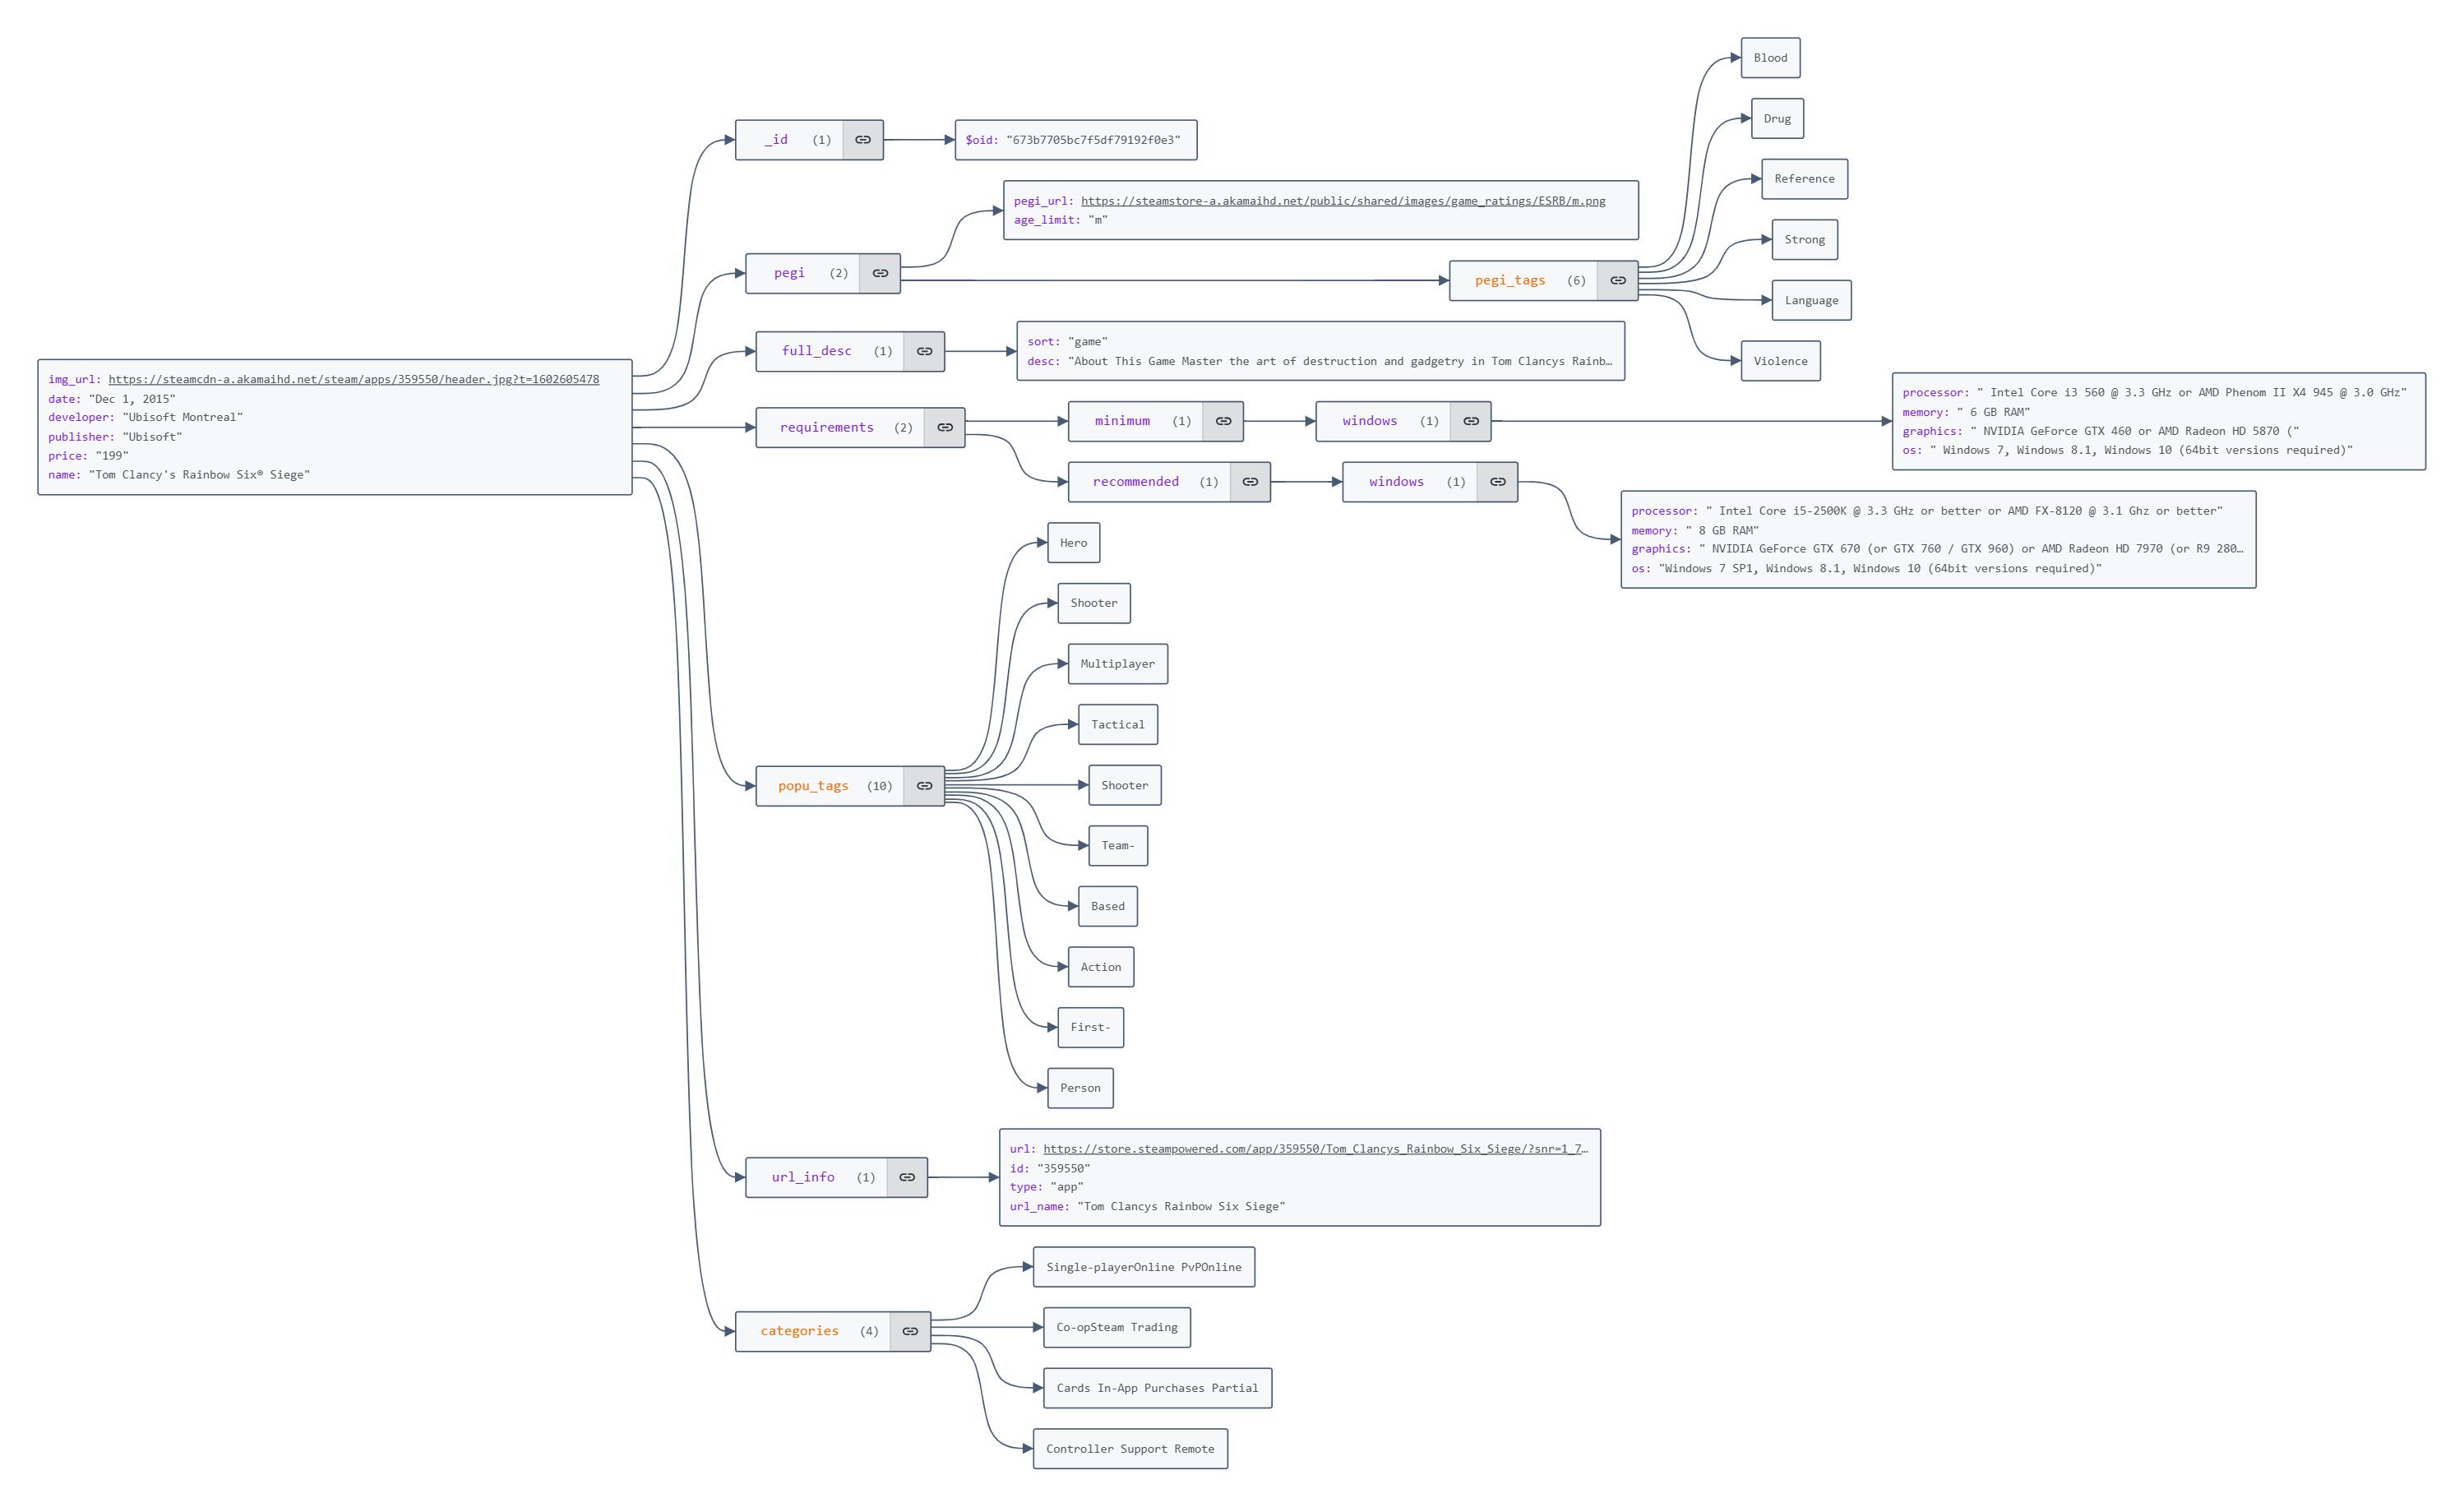 img_url: https://steamcdn-a.akamaihd.net/steam/apps/359550/header.jpg?t=1602605478
date: "Dec 1, 2015"
developer: "Ubisoft Montreal"
publisher: "Ubisoft"
price: "199"
name: "Tom Clancy's Rainbow Six® Siege"
_id (1)
$oid: "673b7705bc7f5df79192f0e3"
pegi (2)
pegi_url: https://steamstore-a.akamaihd.net/public/shared/images/game_ratings/ESRB/m.png
age_limit: "m"
pegi_tags (6)
Blood
Drug
Reference
Strong
Language
Violence
full_desc (1)
sort: "game"
desc: "About This Game Master the art of destruction and gadgetry in Tom Clancys Rainb…
requirements (2)
minimum (1)
windows (1)
processor: " Intel Core i3 560 @ 3.3 GHz or AMD Phenom II X4 945 @ 3.0 GHz"
memory: " 6 GB RAM"
graphics: " NVIDIA GeForce GTX 460 or AMD Radeon HD 5870 ("
os: " Windows 7, Windows 8.1, Windows 10 (64bit versions required)"
recommended (1)
windows (1)
processor: " Intel Core i5-2500K @ 3.3 GHz or better or AMD FX-8120 @ 3.1 Ghz or better"
memory: " 8 GB RAM"
graphics: " NVIDIA GeForce GTX 670 (or GTX 760 / GTX 960) or AMD Radeon HD 7970 (or R9 280…
os: "Windows 7 SP1, Windows 8.1, Windows 10 (64bit versions required)"
popu_tags (10)
Hero
Shooter
Multiplayer
Tactical
Shooter
Team-
Based
Action
First-
Person
url_info (1)
url: https://store.steampowered.com/app/359550/Tom_Clancys_Rainbow_Six_Siege/?snr=1_7…
id: "359550"
type: "app"
url_name: "Tom Clancys Rainbow Six Siege"
categories (4)
Single-playerOnline PvPOnline
Co-opSteam Trading
Cards In-App Purchases Partial
Controller Support Remote